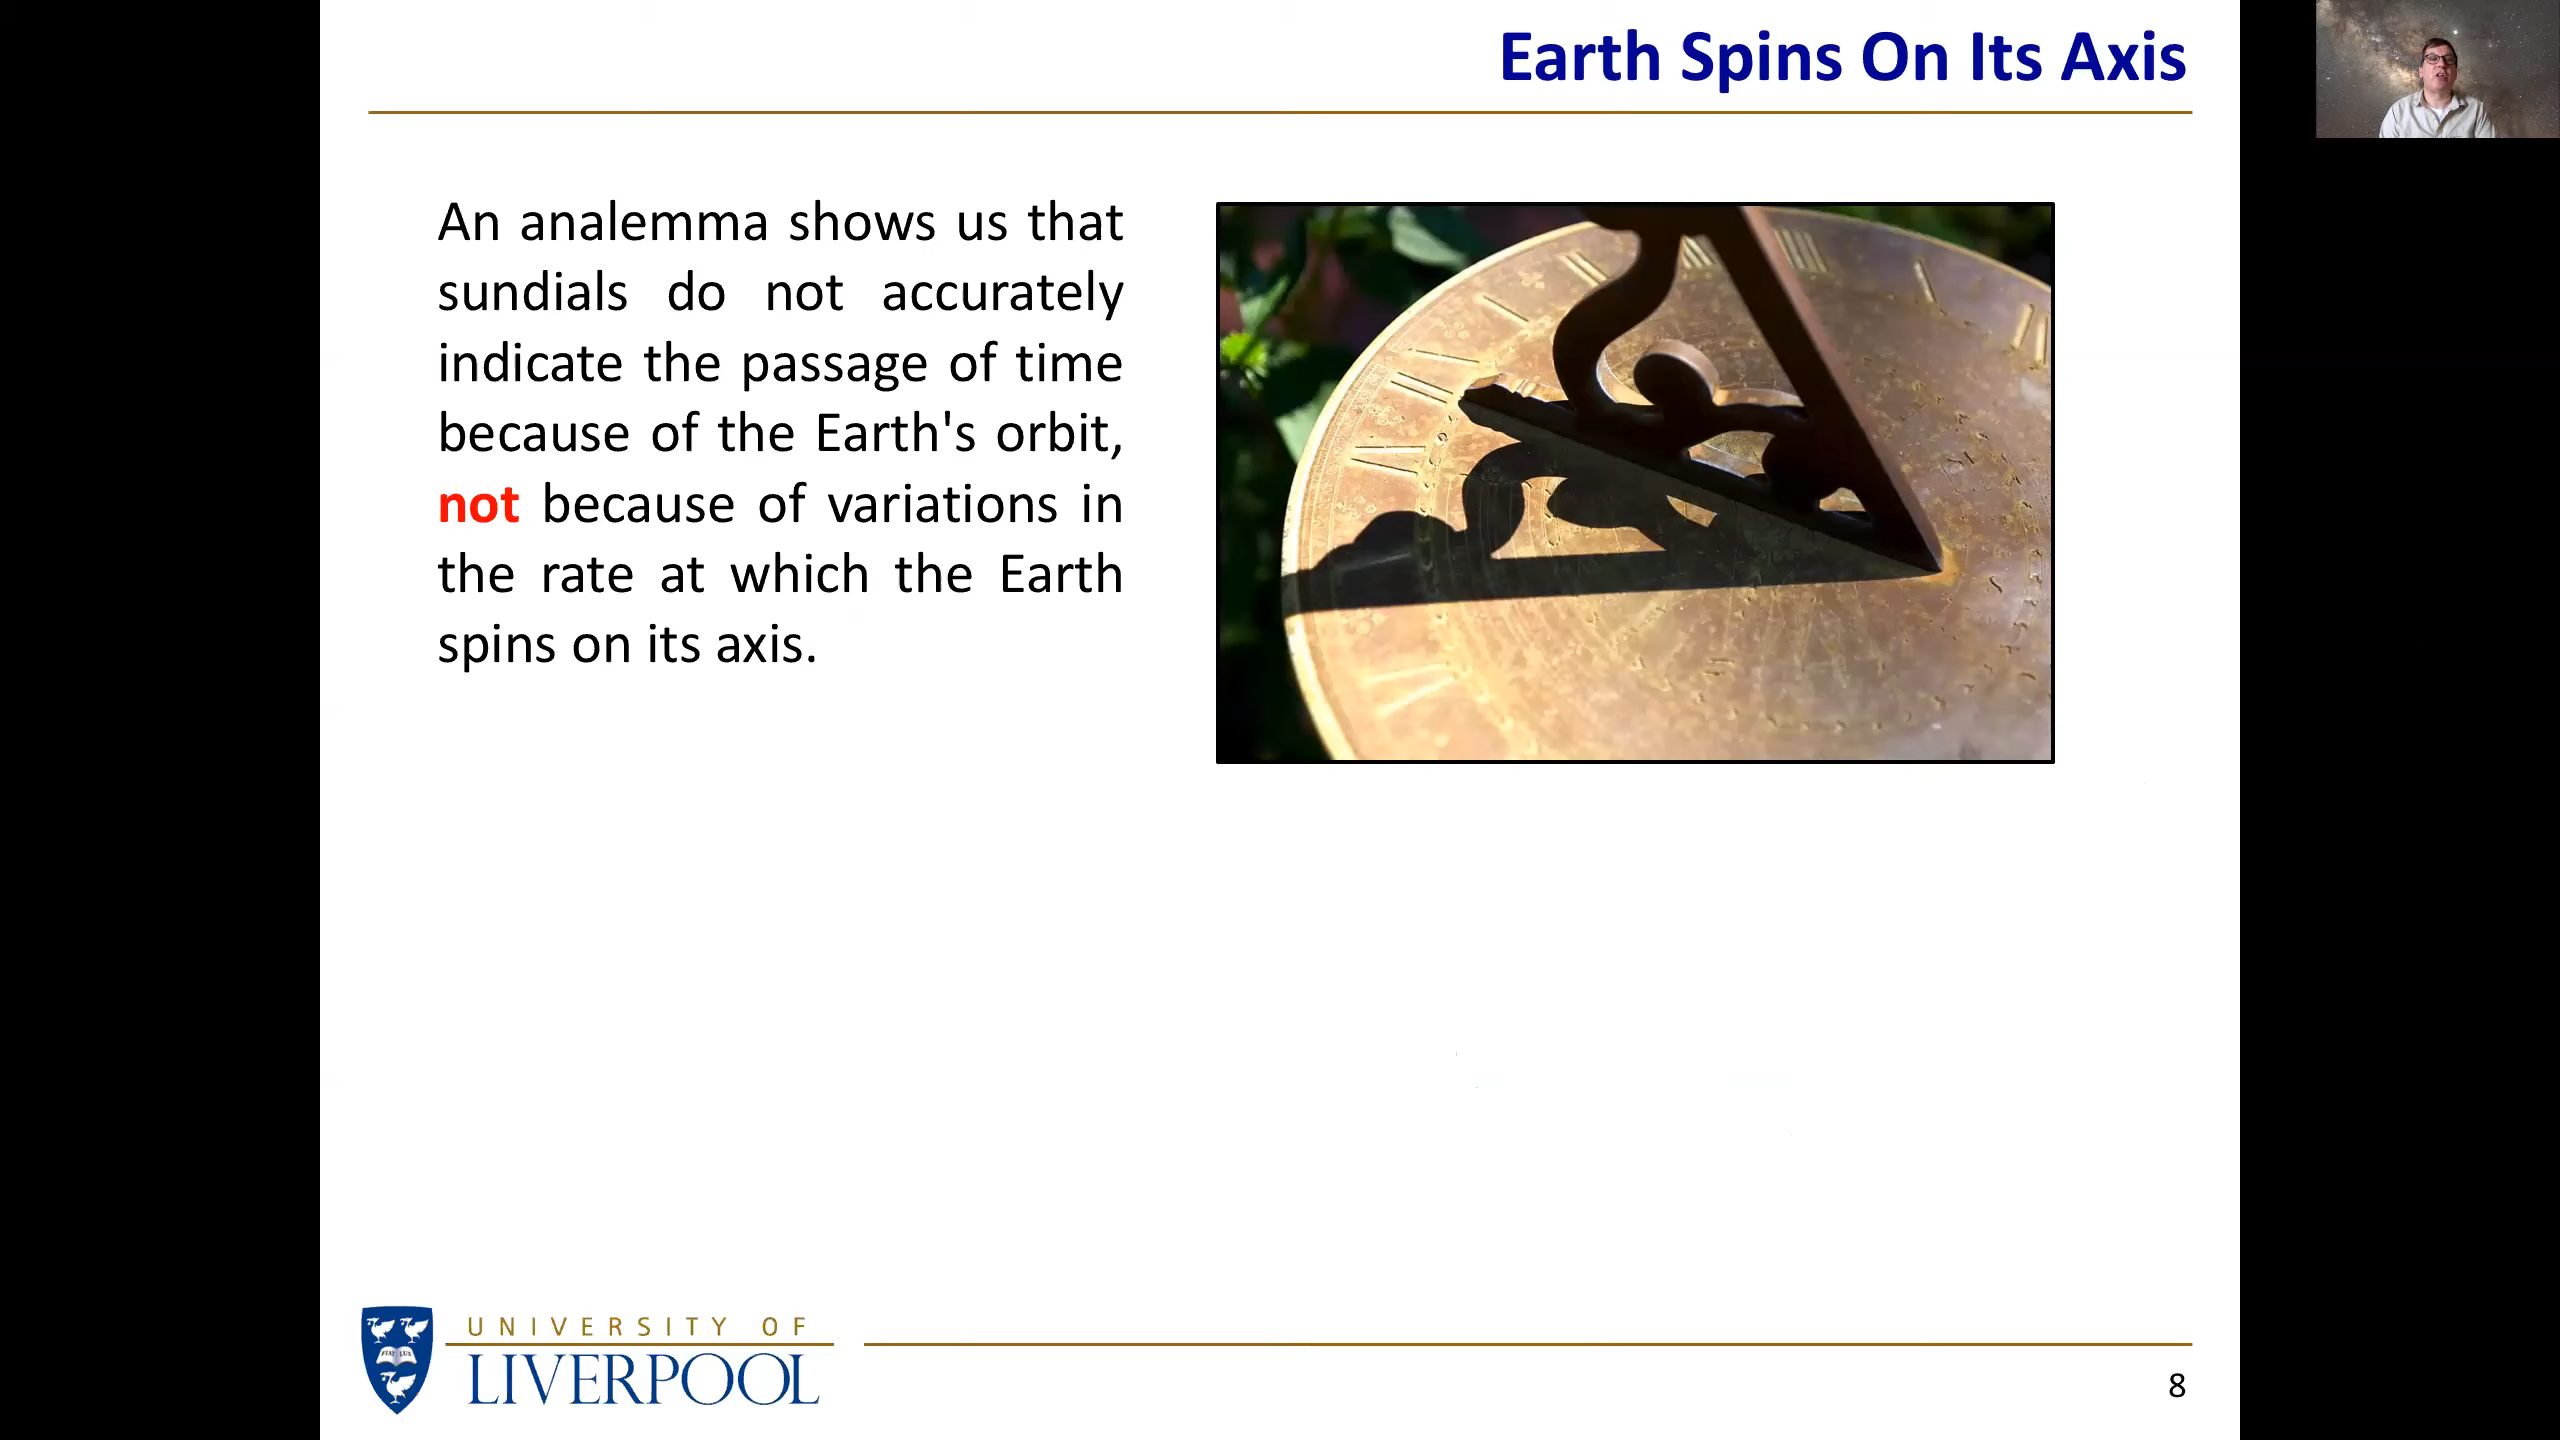 Earth Spins On Its Axis
An analemma shows us that
sundials do not accurately
indicate the passage of time
because of the Earth's orbit,
not because of variations in
the rate at which the Earth
spins on its axis.
FIAT LUX
UNIVERSITY OF
LIVERPOOL
8